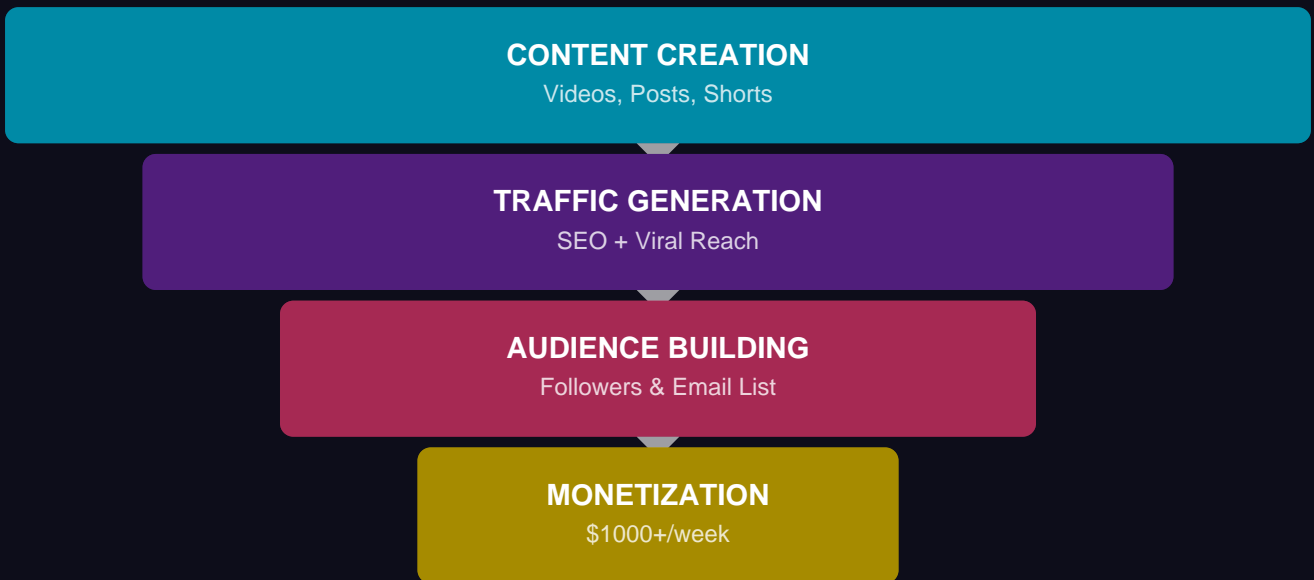 CONTENT CREATION
Videos, Posts, Shorts
TRAFFIC GENERATION
SEO + Viral Reach
AUDIENCE BUILDING
Followers & Email List
MONETIZATION
$1000+/week